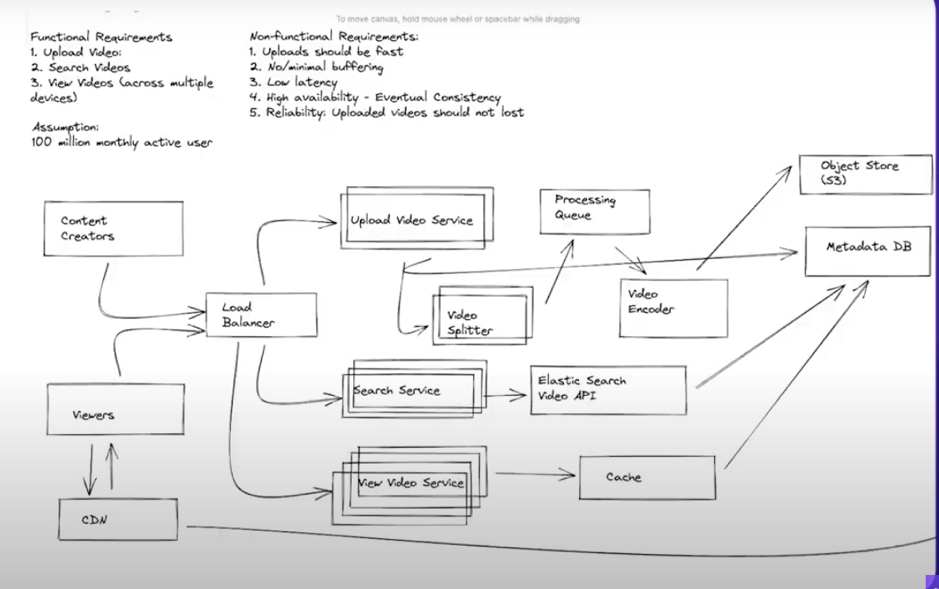 To move canvas, hold mouse wheel or spacebar while dragging
Functional Requirements
1. Upload Video:
2. Search Videos
3. View Videos (across multiple
devices)
Assumption:
100 million monthly active user
Non-functional Requirements:
1. Uploads should be fast
2. No/minimal buffering
3. Low latency
4. High availability - Eventual Consistency
5. Reliability: Uploaded videos should not lost
Object Store
(S3)
Processing
Queue
Content
Creators
Upload Video Service
Metadata DB
Video
Encoder
Load
Balancer
Video
Splitter
Elastic Search
Video API
Search Service
Viewers
View Video Service
Cache
CDN